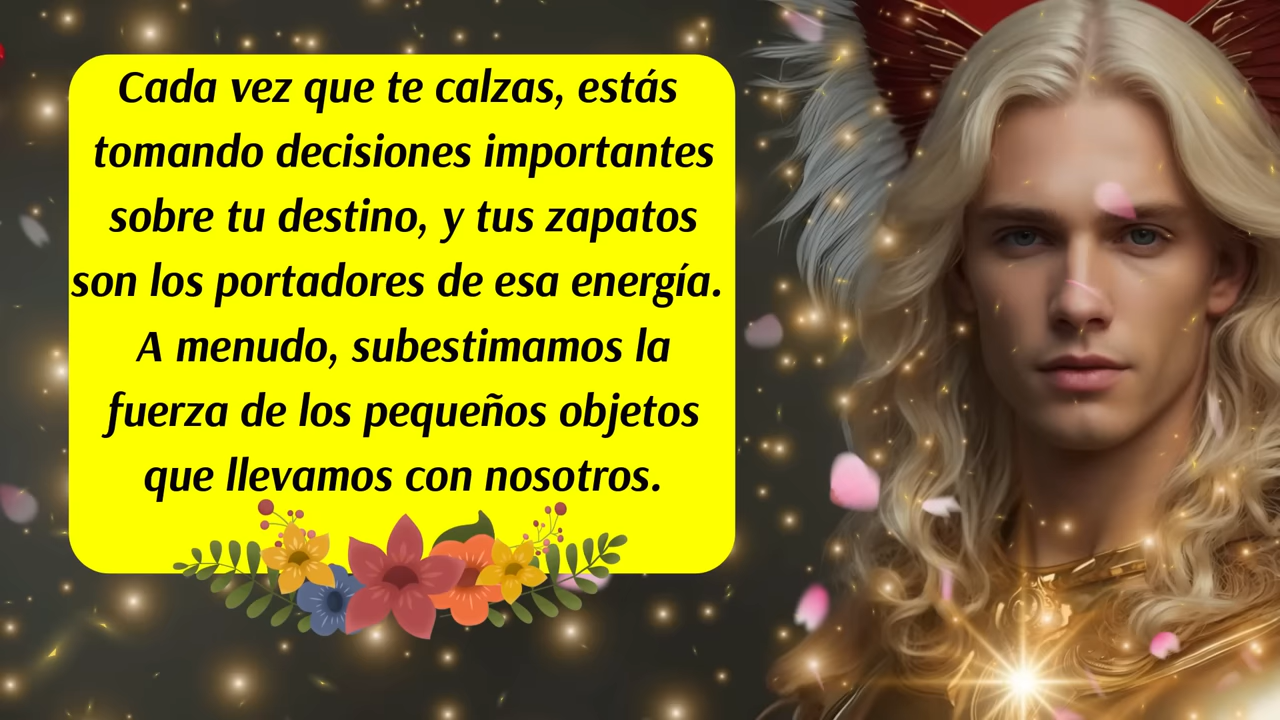 Cada vez que te calzas, estás
tomando decisiones importantes
sobre tu destino, y tus zapatos
son los portadores de esa energía.
A menudo, subestimamos la
fuerza de los pequeños objetos
que llevamos con nosotros.